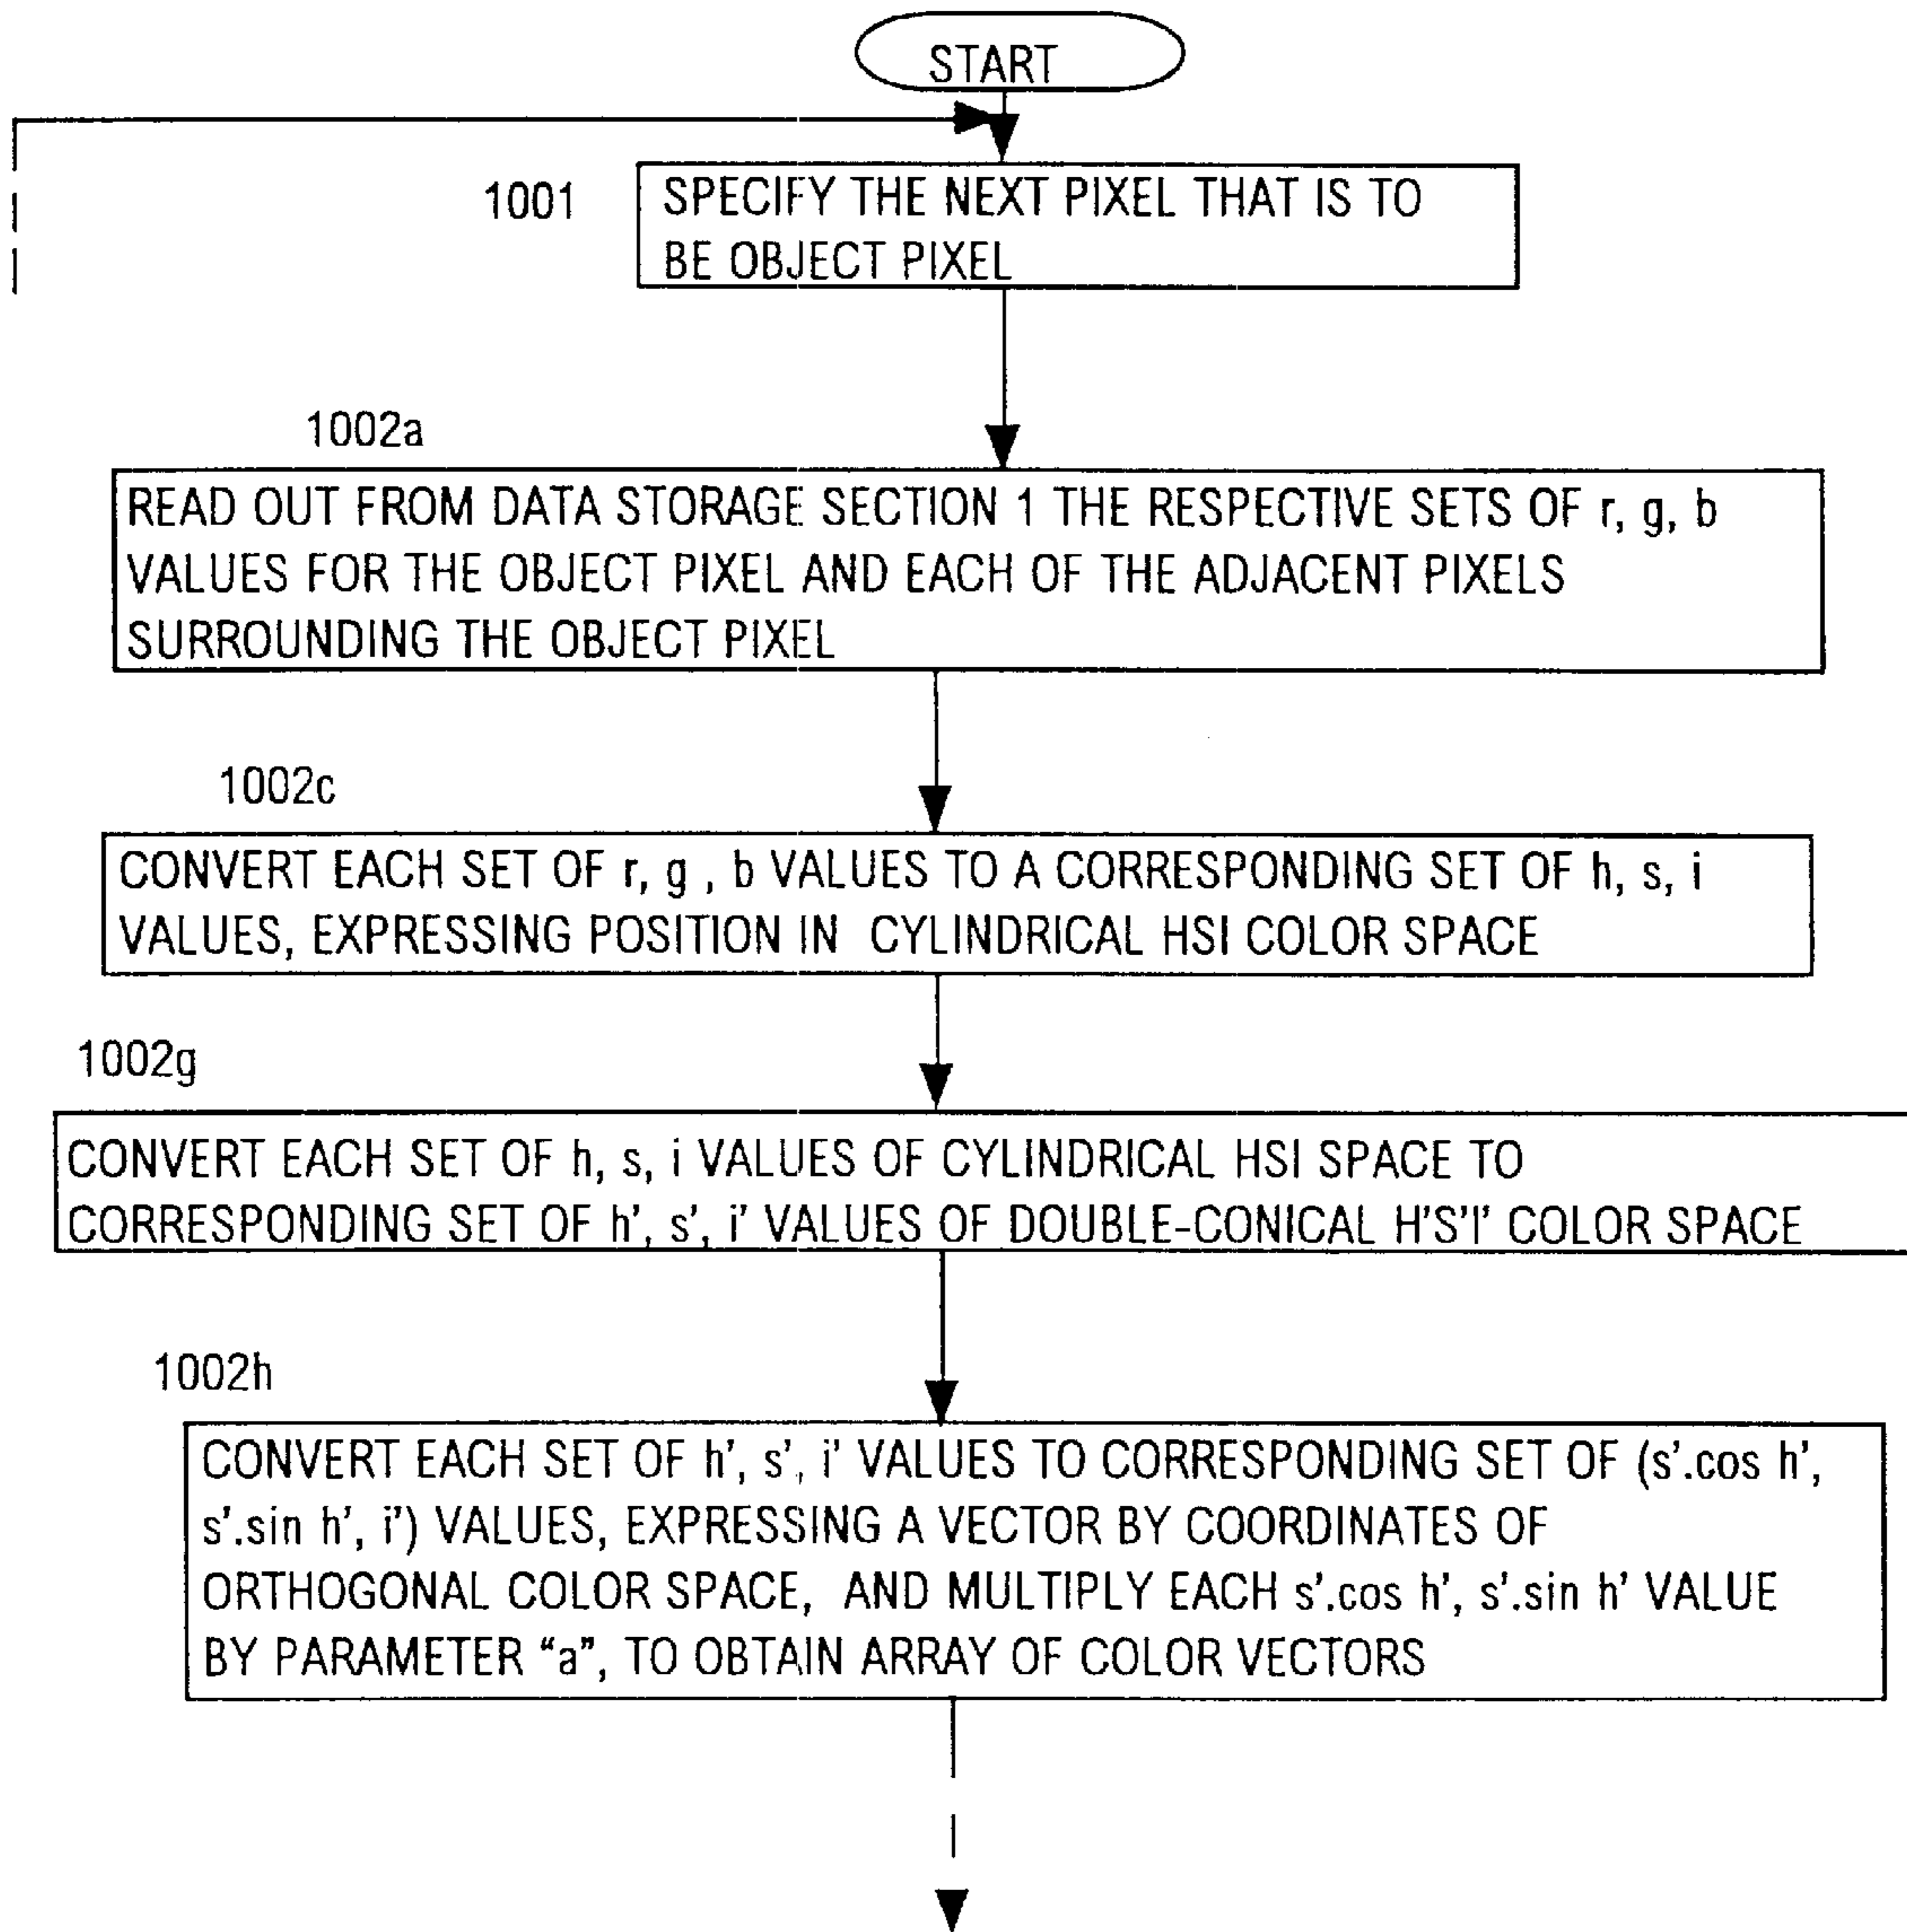 START
1001
SPECIFY THE NEXT PIXEL THAT IS TO
BE OBJECT PIXEL
1002a
READ OUT FROM DATA STORAGE SECTION 1 THE RESPECTIVE SETS OF r, g, b
VALUES FOR THE OBJECT PIXEL AND EACH OF THE ADJACENT PIXELS
SURROUNDING THE OBJECT PIXEL
1002c
CONVERT EACH SET OF r, g , b VALUES TO A CORRESPONDING SET OF h, s, i
VALUES, EXPRESSING POSITION IN CYLINDRICAL HSI COLOR SPACE
1002g
CONVERT EACH SET OF h, s, i VALUES OF CYLINDRICAL HSI SPACE TO
CORRESPONDING SET OF h', s', i' VALUES OF DOUBLE-CONICAL H'S'I' COLOR SPACE
1002h
CONVERT EACH SET OF h', s', i' VALUES TO CORRESPONDING SET OF (s'.cos h',
s'.sin h', i') VALUES, EXPRESSING A VECTOR BY COORDINATES OF
ORTHOGONAL COLOR SPACE, AND MULTIPLY EACH s'.cos h', s'.sin h' VALUE
BY PARAMETER “a”, TO OBTAIN ARRAY OF COLOR VECTORS